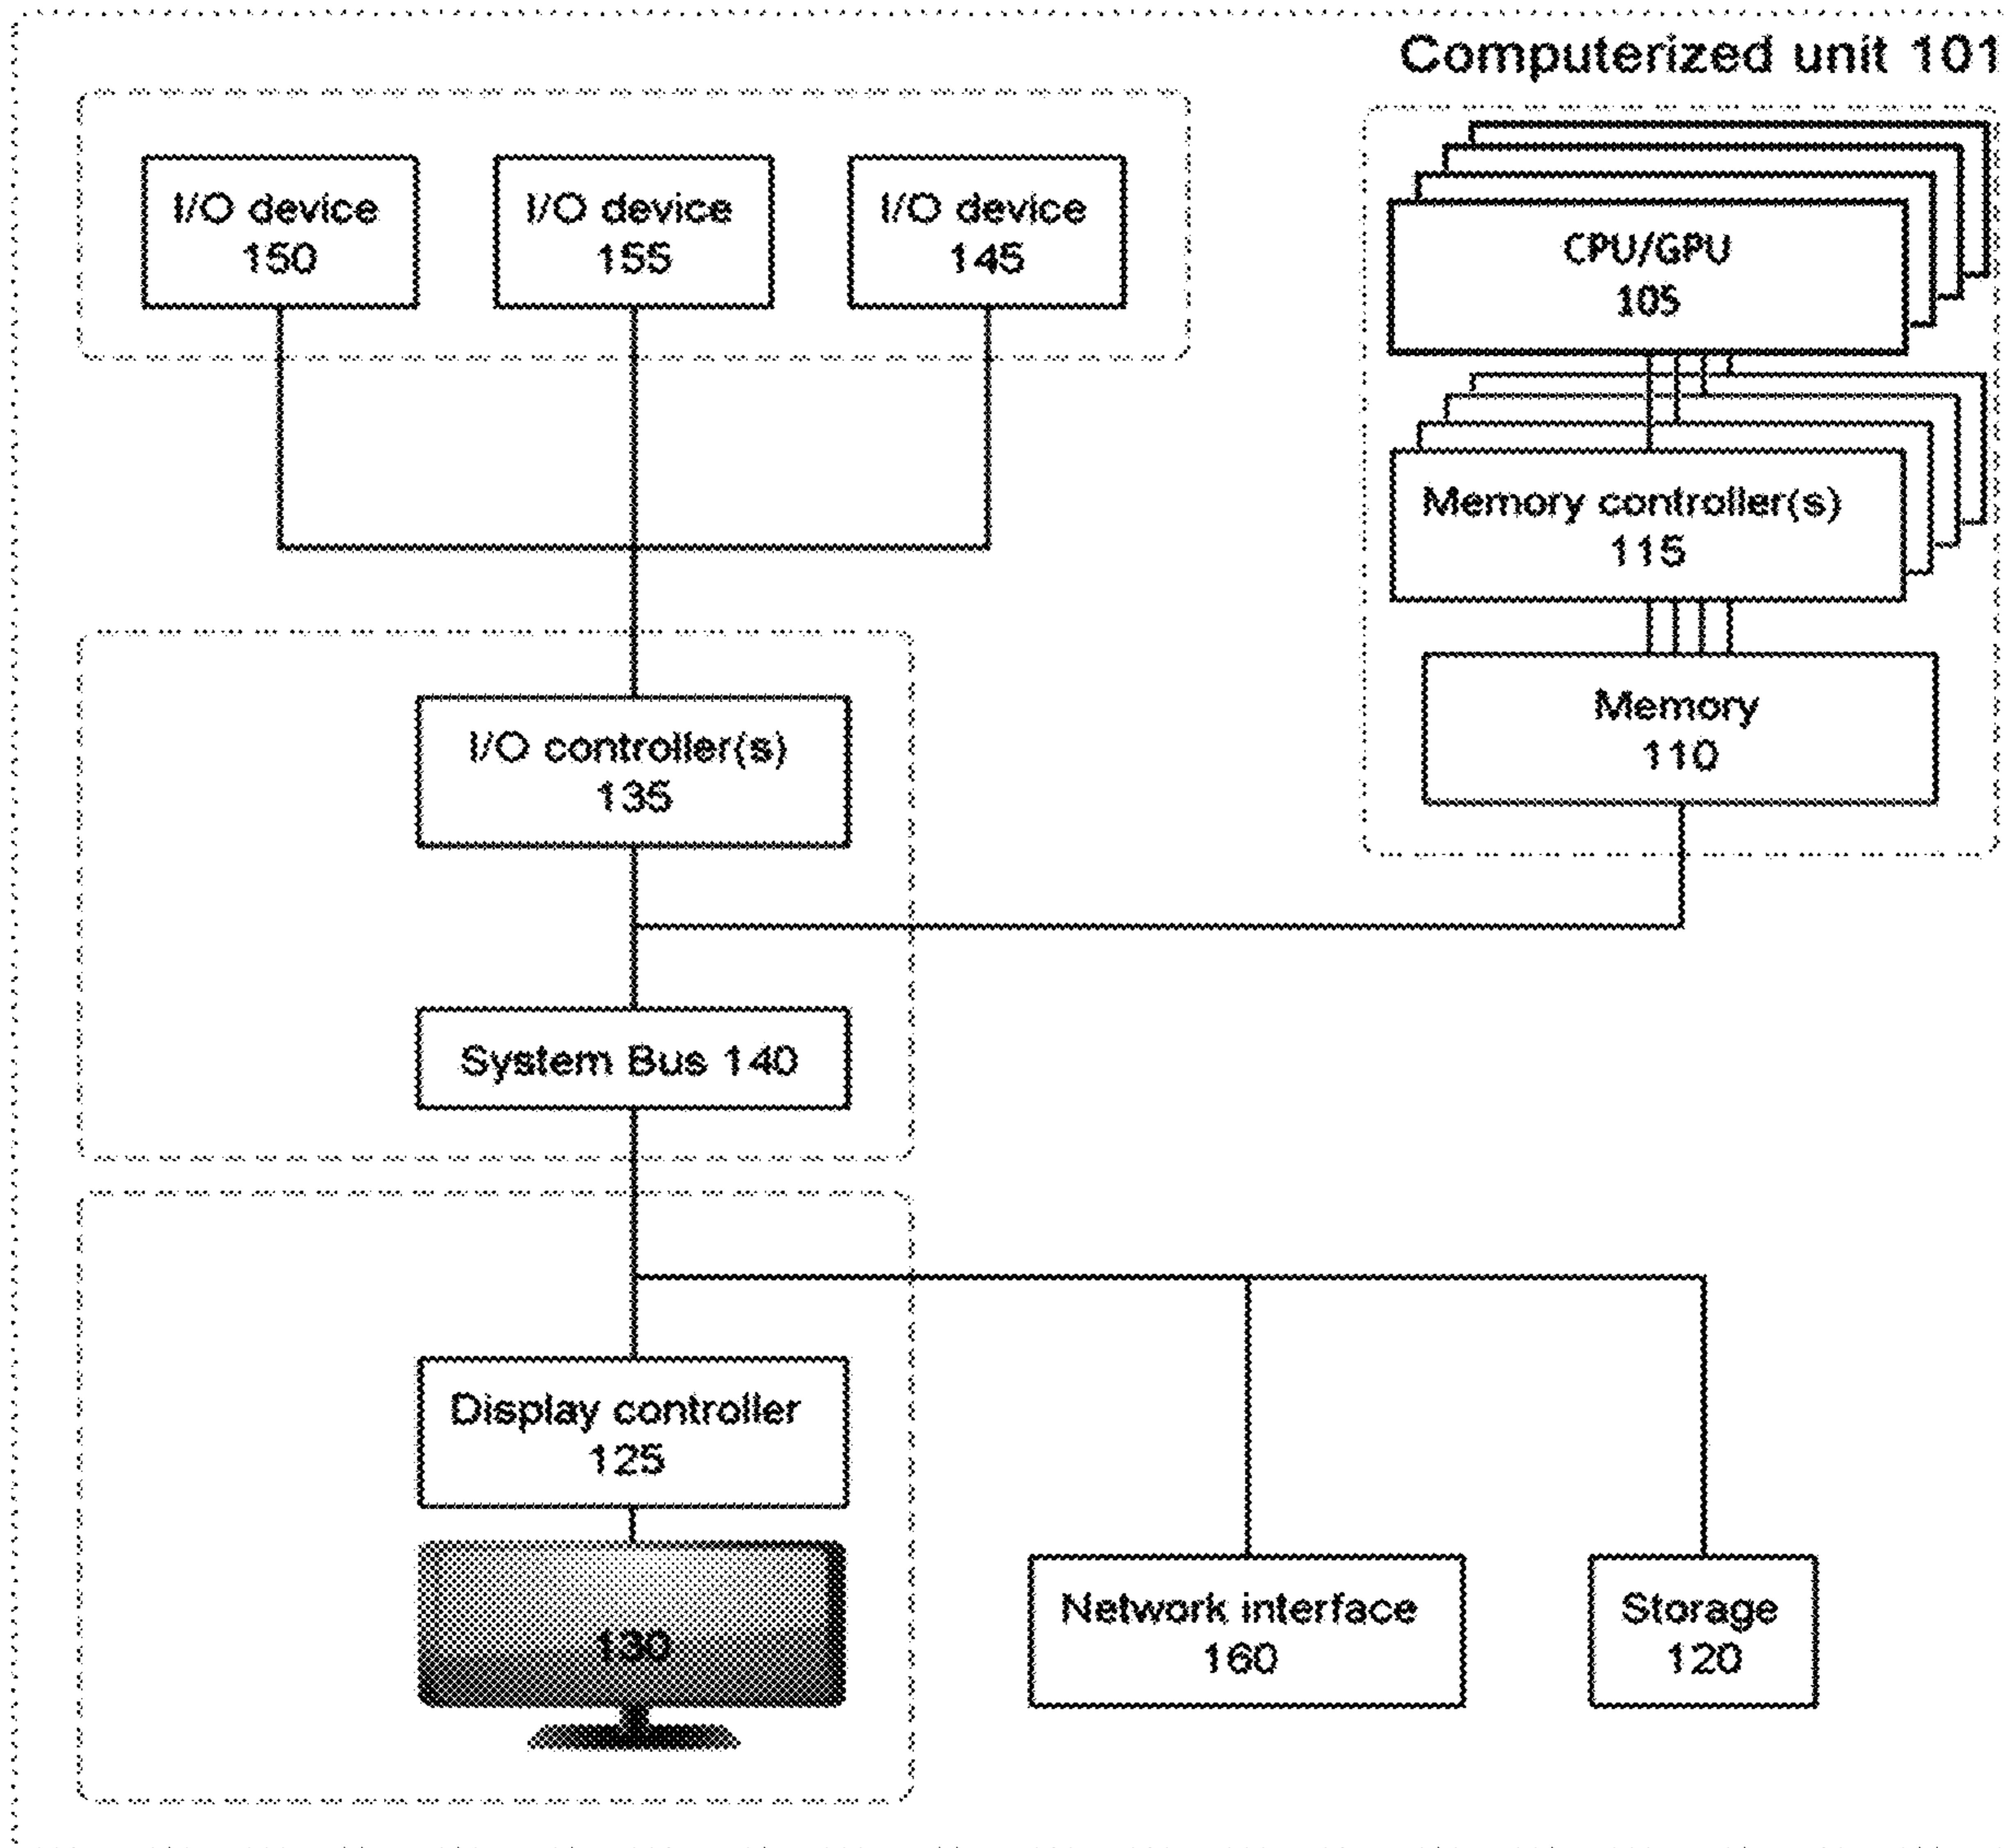 Computerized unit 101
I/O device
150
I/O device
155
I/O device
145
CPU/GPU
105
Memory controller(s)
115
Memory
110
I/O controller(s)
135
System Bus 140
Display controller
125
130
Network interface
160
Storage
120